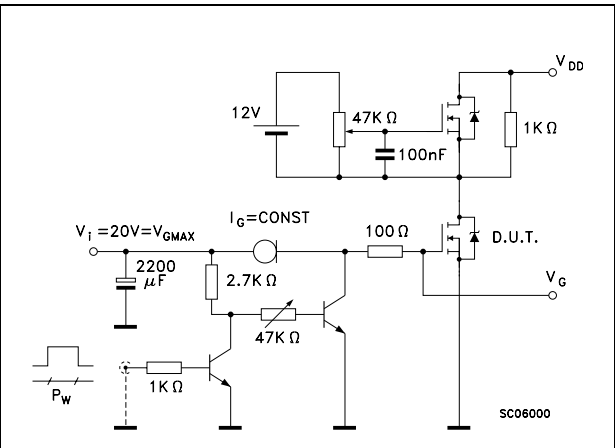 V DD
12V
47K Ω
1K Ω
100nF
I G =CONST
V i =20V=V GMAX
100 Ω
D.U.T.
2200
μF
2.7K Ω
V G
47K Ω
1K Ω
P W
SC06000